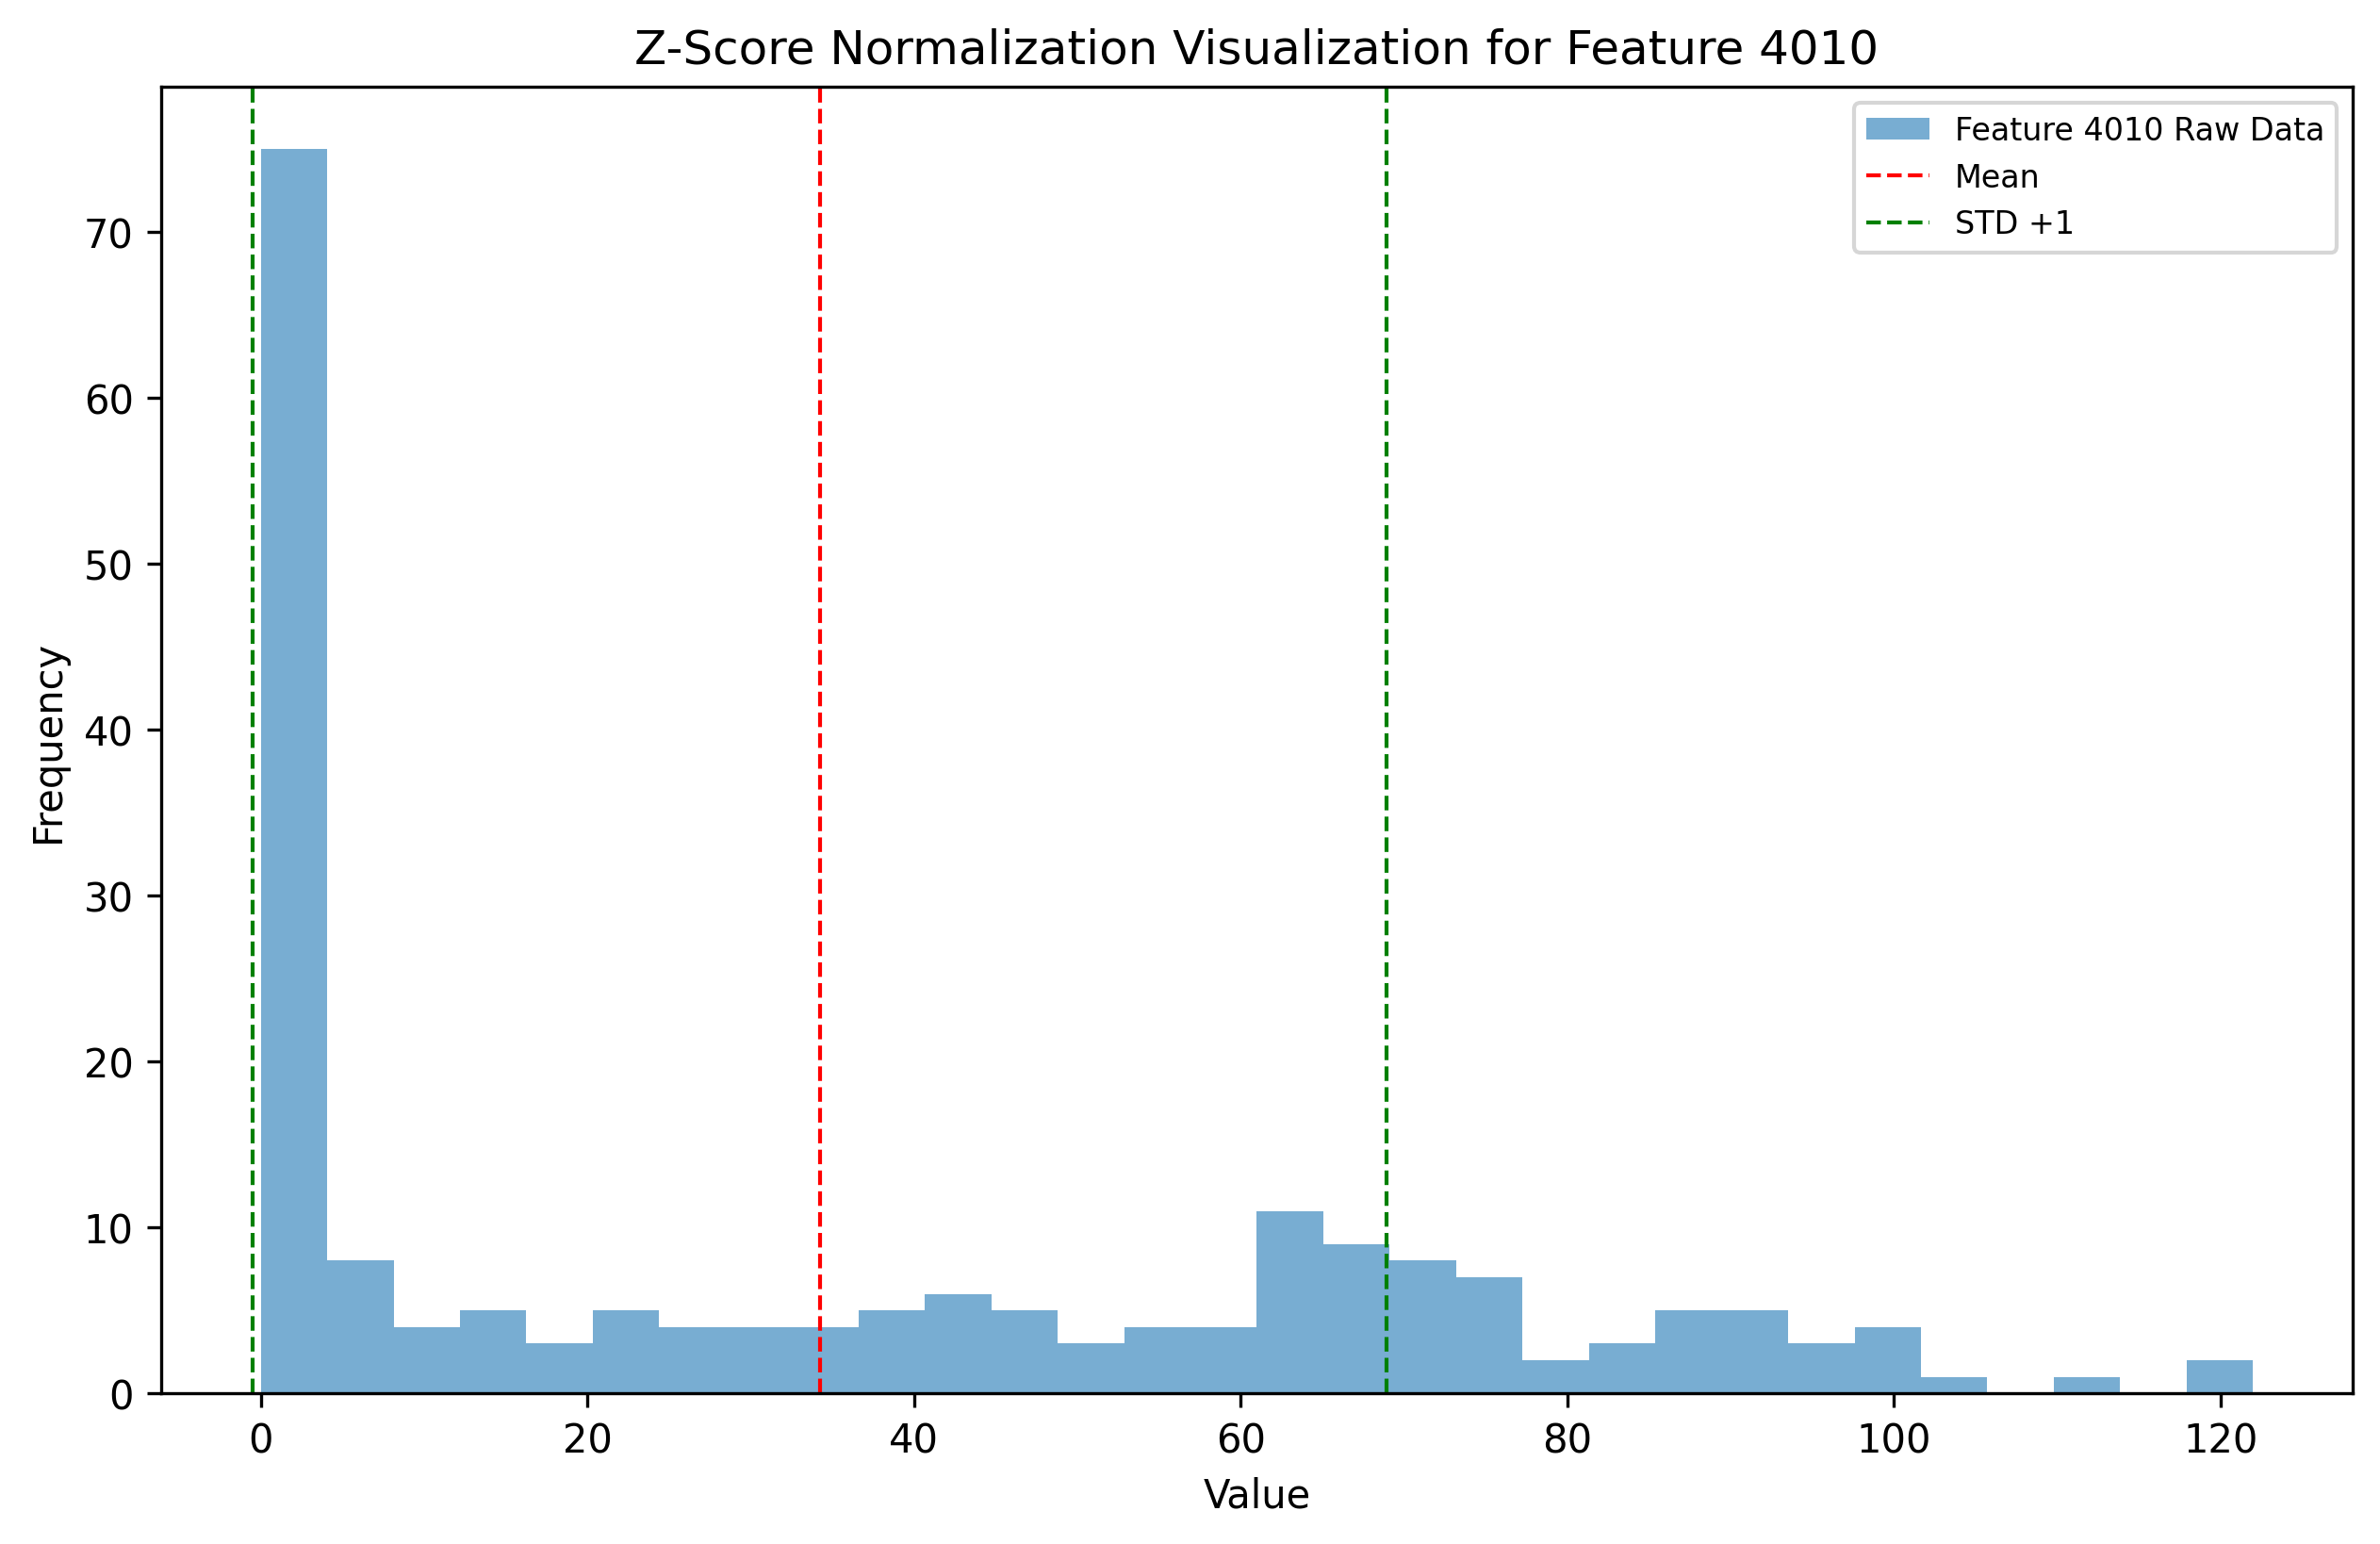 Z-Score Normalization Visualization for Feature 4010
Feature 4010 Raw Data
Mean
STD +1
70
60
50
40
30
20
10
0
Frequency
0 20 40 60 80 100 120
Value